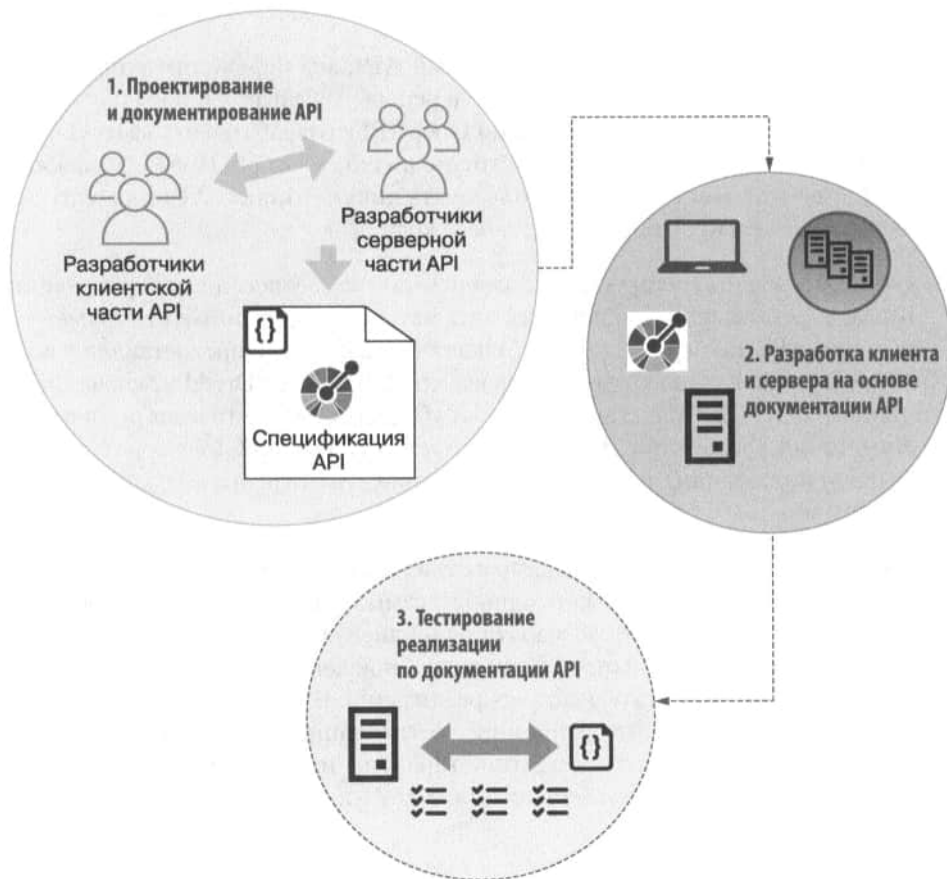 1. Проектирование
и документирование API
Разработчики
клиентской
части API
Разработчики
серверной
части API
{}
Спецификация
API
2. Разработка клиента
и сервера на основе
документации API
3. Тестирование
реализации
по документации API
{}